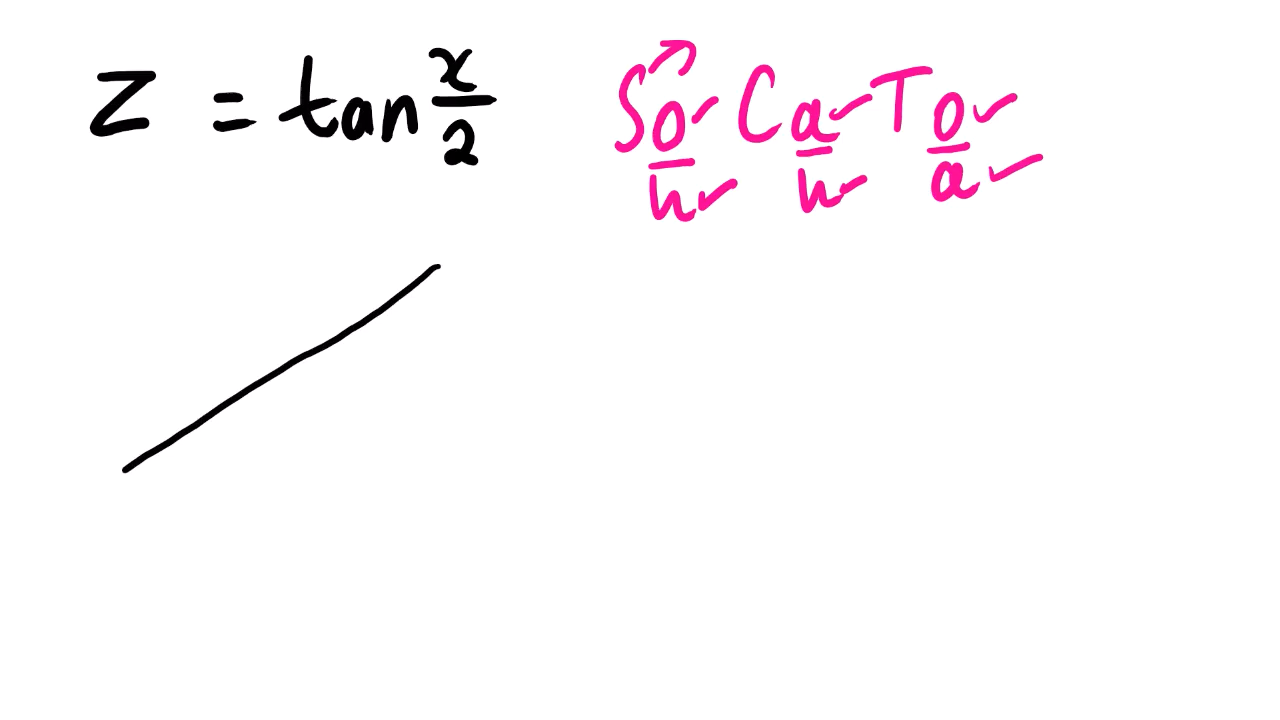 Z = tan x/2
So/h Ca/h To/a